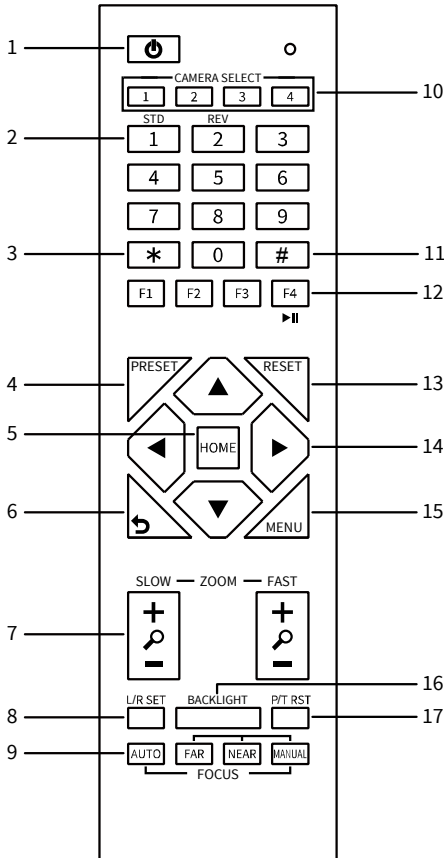 1
CAMERA SELECT
10
1 2 3 4
STD REV
2 1 2 3
4 5 6
7 8 9
3 * 0 # 11
F1 F2 F3 F4 12
PRESET RESET
4 13
5 HOME 14
6 MENU 15
SLOW ZOOM FAST
+ +
7
− −
16
L/R SET BACKLIGHT P/T RST
8 17
9 AUTO FAR NEAR MANUAL
FOCUS